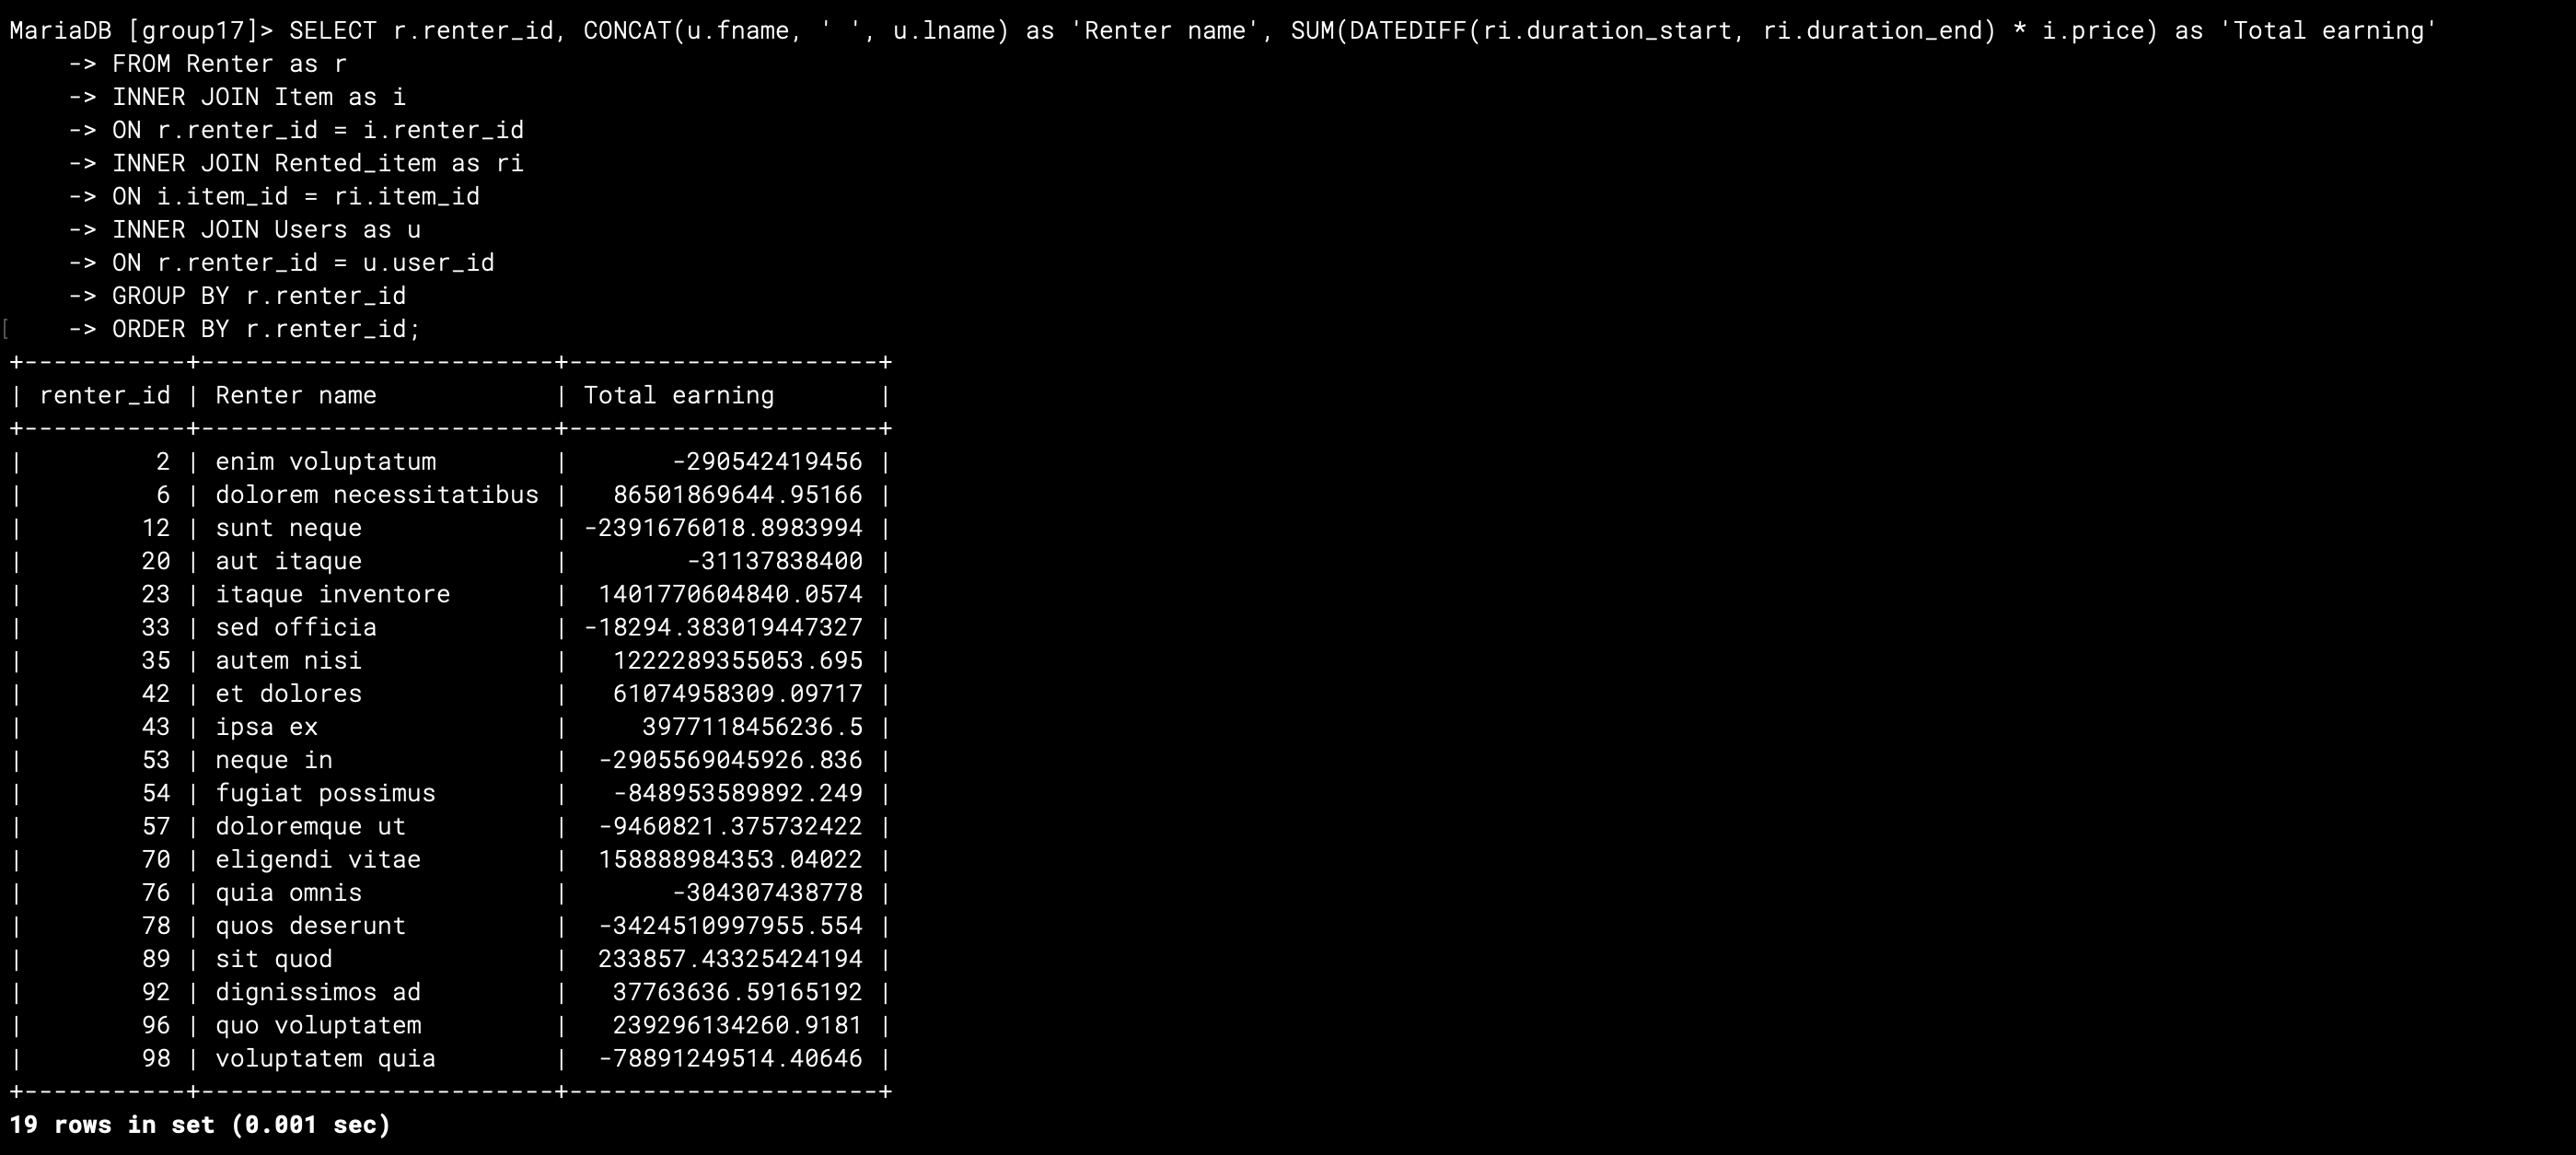 MariaDB [group17]> SELECT r.renter_id, CONCAT(u.fname, ' ', u.lname) as 'Renter name', SUM(DATEDIFF(ri.duration_start, ri.duration_end) * i.price) as 'Total earning'
    -> FROM Renter as r
    -> INNER JOIN Item as i
    -> ON r.renter_id = i.renter_id
    -> INNER JOIN Rented_item as ri
    -> ON i.item_id = ri.item_id
    -> INNER JOIN Users as u
    -> ON r.renter_id = u.user_id
    -> GROUP BY r.renter_id
[    -> ORDER BY r.renter_id;
+-----------+------------------------+---------------------+
| renter_id | Renter name            | Total earning       |
+-----------+------------------------+---------------------+
|         2 | enim voluptatum        |       -290542419456 |
|         6 | dolorem necessitatibus |   86501869644.95166 |
|        12 | sunt neque             | -2391676018.8983994 |
|        20 | aut itaque             |        -31137838400 |
|        23 | itaque inventore       |  1401770604840.0574 |
|        33 | sed officia            | -18294.383019447327 |
|        35 | autem nisi             |   1222289355053.695 |
|        42 | et dolores             |   61074958309.09717 |
|        43 | ipsa ex                |     3977118456236.5 |
|        53 | neque in               |  -2905569045926.836 |
|        54 | fugiat possimus        |   -848953589892.249 |
|        57 | doloremque ut          |  -9460821.375732422 |
|        70 | eligendi vitae         |  158888984353.04022 |
|        76 | quia omnis             |       -304307438778 |
|        78 | quos deserunt          |  -3424510997955.554 |
|        89 | sit quod               |  233857.43325424194 |
|        92 | dignissimos ad         |   37763636.59165192 |
|        96 | quo voluptatem         |   239296134260.9181 |
|        98 | voluptatem quia        |  -78891249514.40646 |
+-----------+------------------------+---------------------+
19 rows in set (0.001 sec)